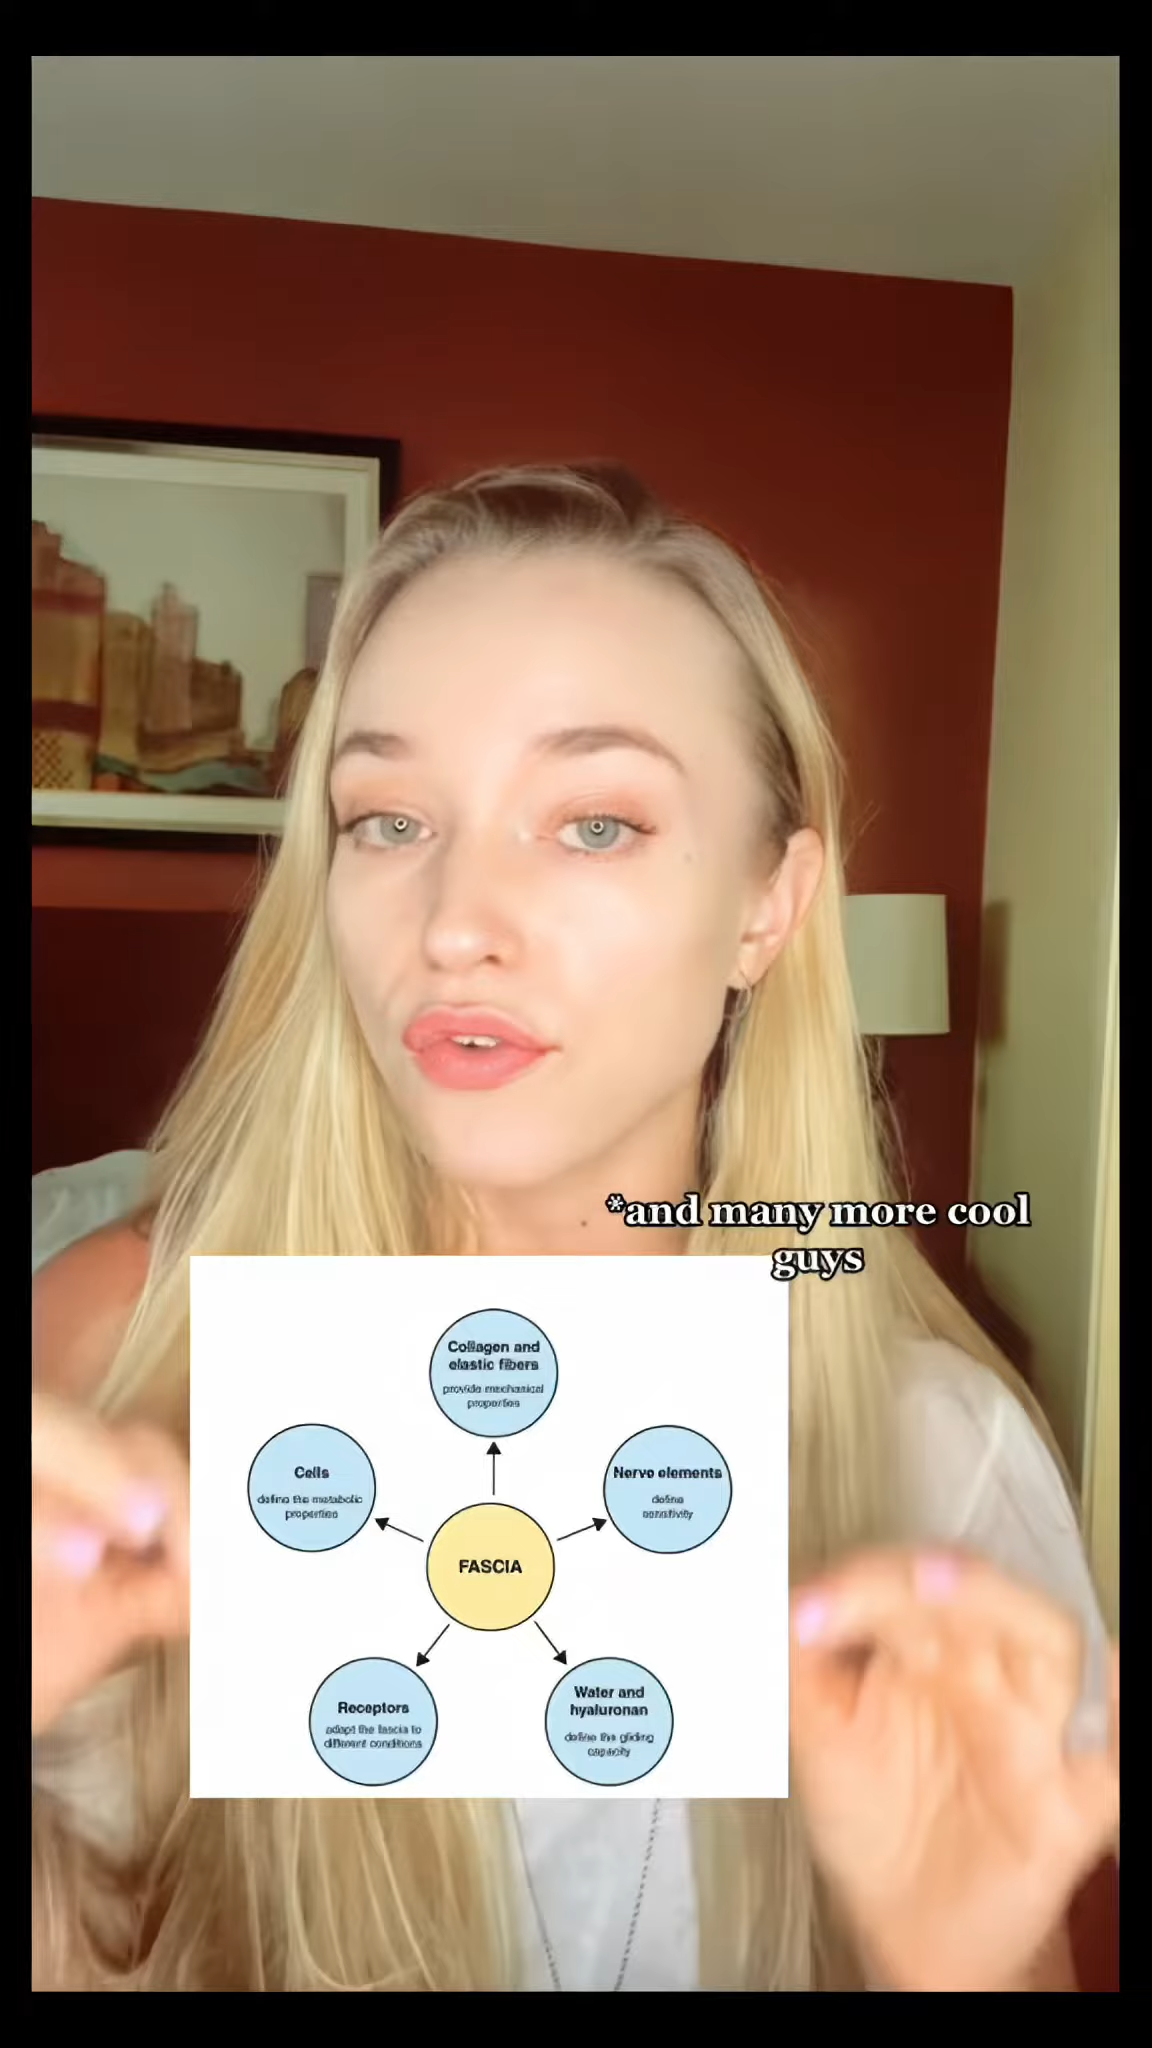 *and many more cool
guys
Collagen and
elastic fibers
provide mechanical
properties
Cells
define the metabolic
properties
Nerve elements
define
sensitivity
FASCIA
Receptors
adapt the fascia to
different conditions
Water and
hyaluronan
define the gliding
capacity